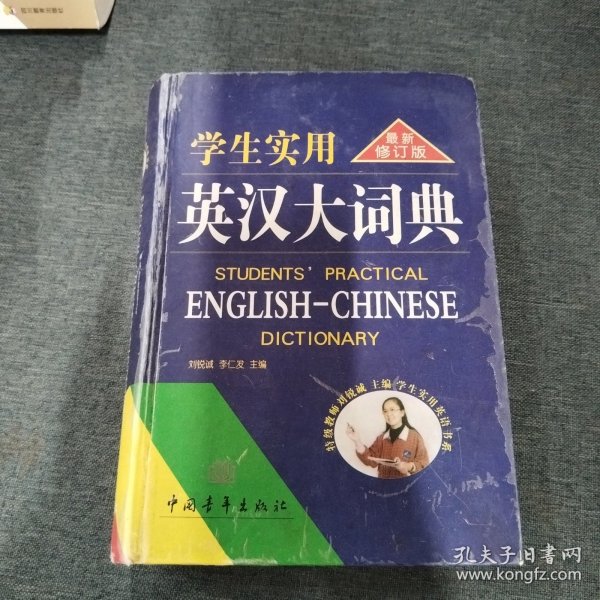 最新
修订版
学生实用
英汉大词典
STUDENTS' PRACTICAL
ENGLISH-CHINESE
DICTIONARY
刘锐诚 李仁发 主编
特级教师刘锐诚 主编 学生实用英语书系
中国青年出版社
孔夫子旧书网
www.kongfz.com